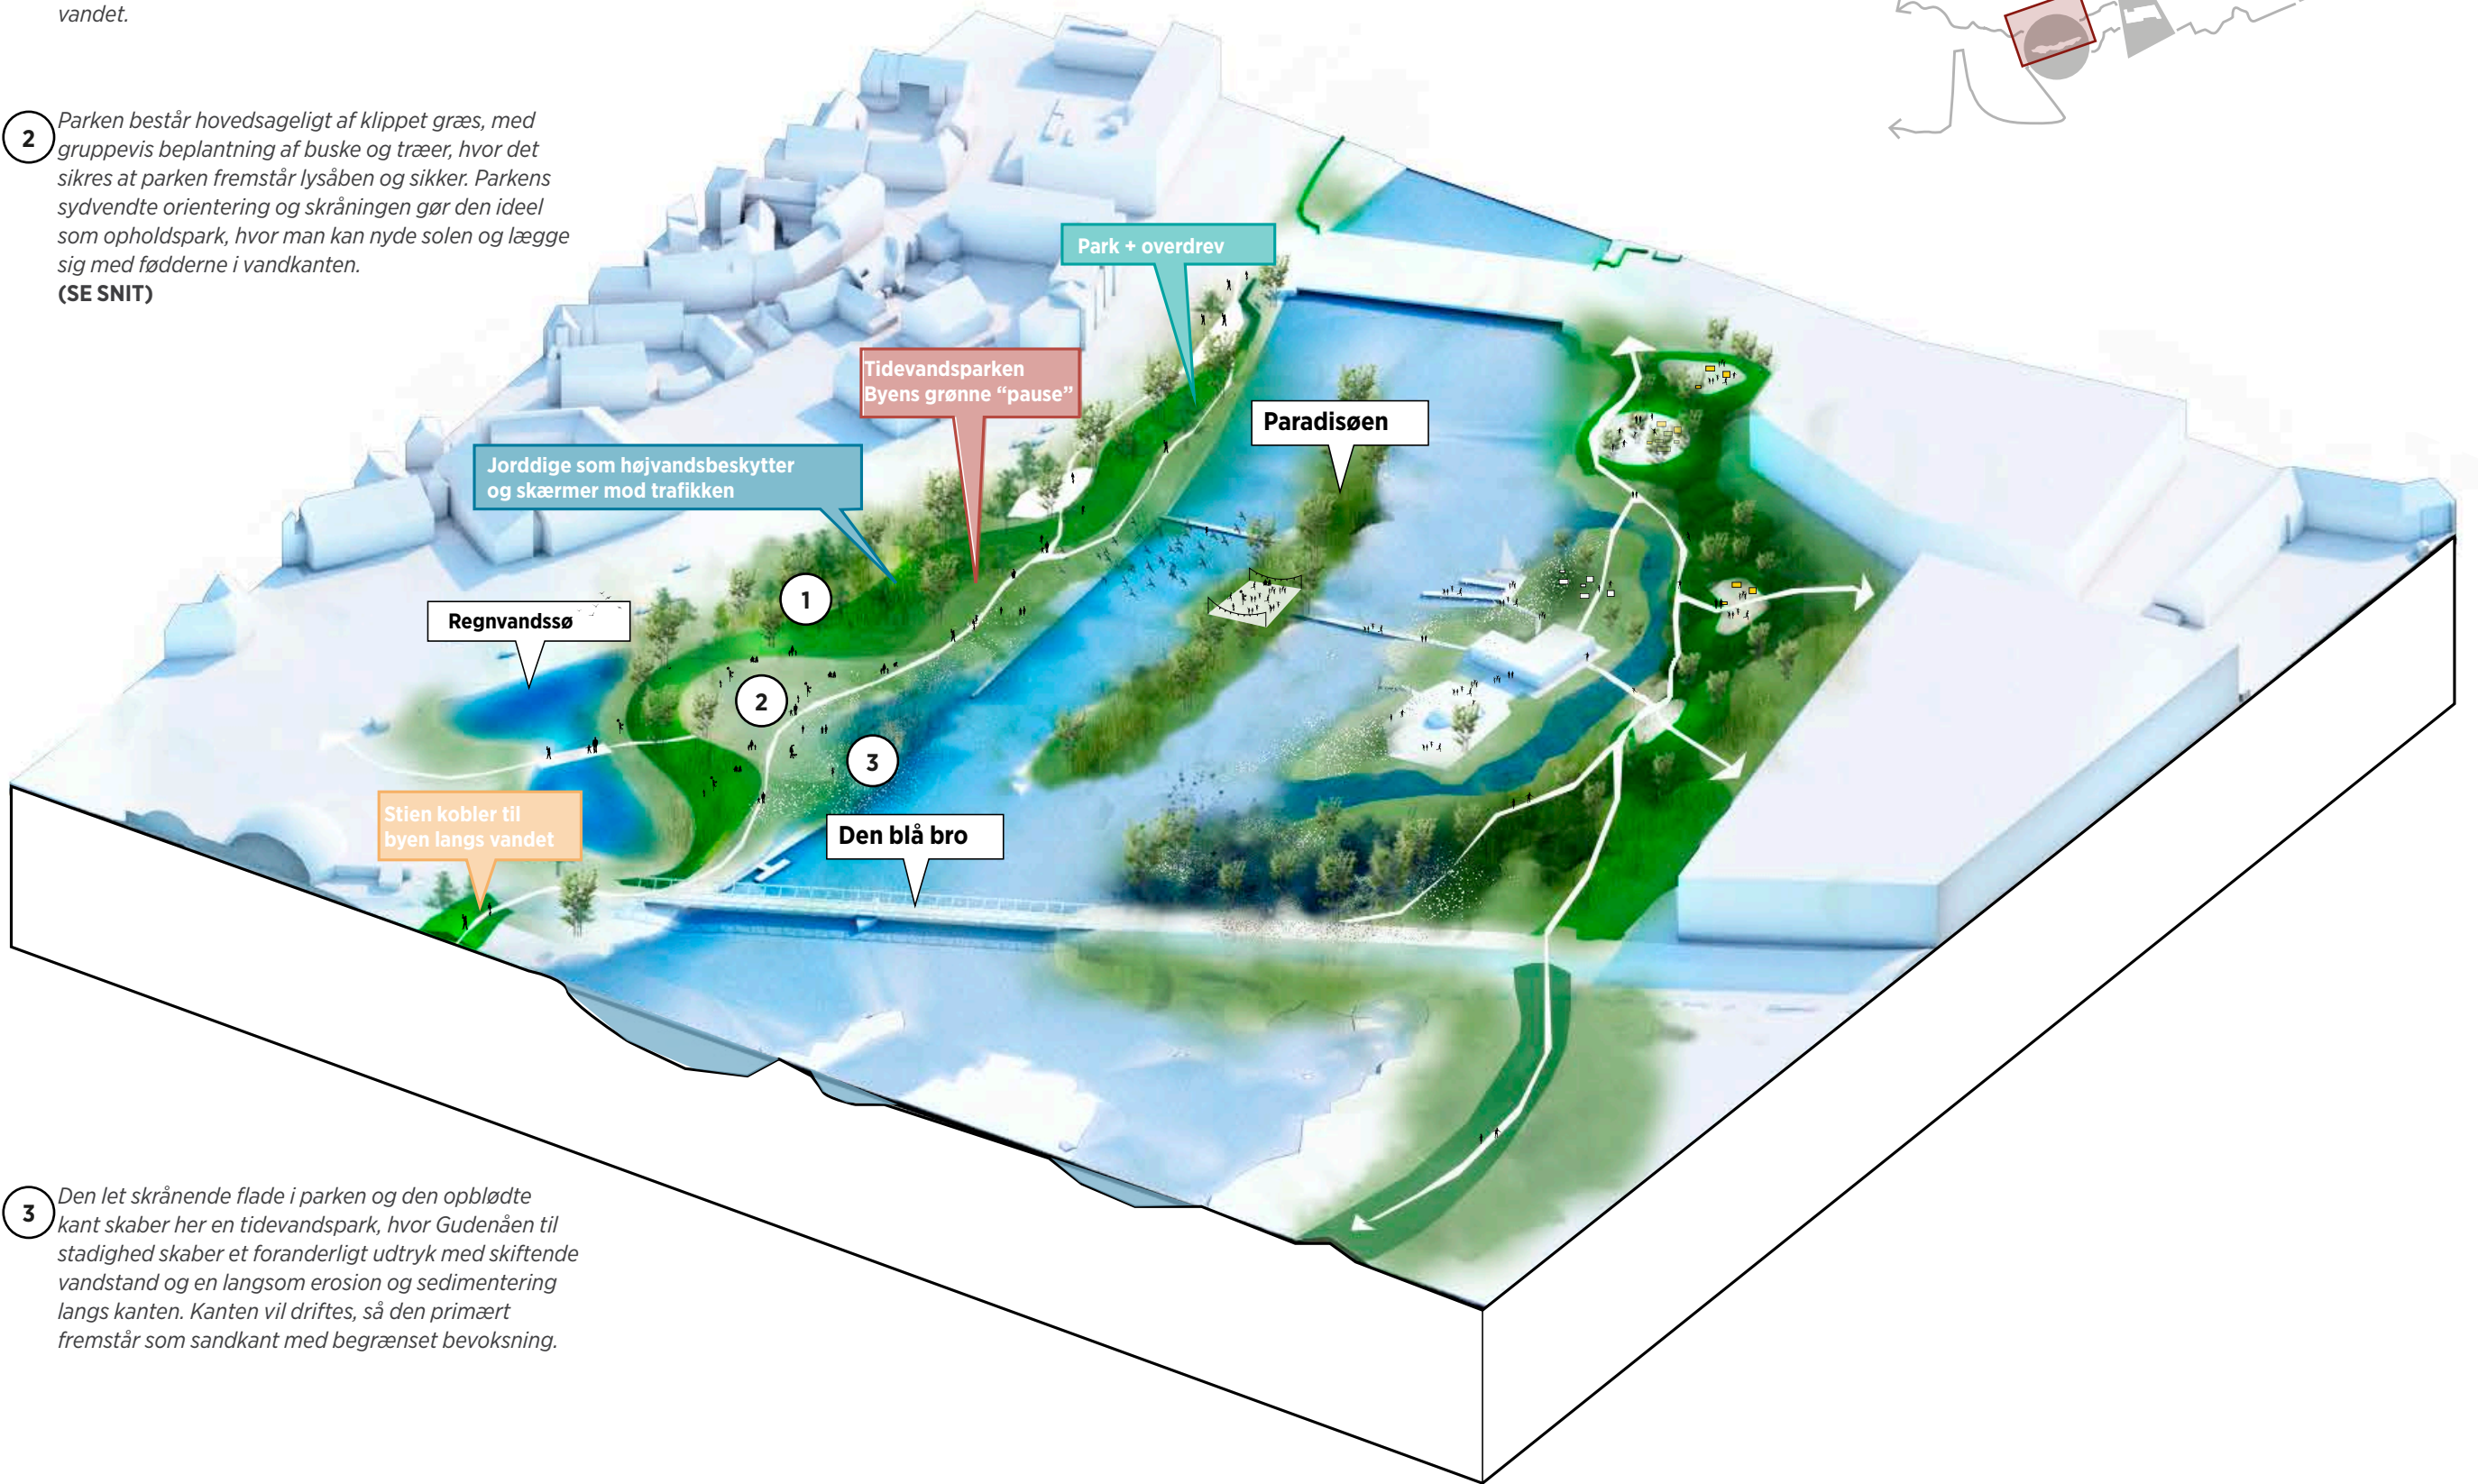 vandet.
2
Parken består hovedsageligt af klippet græs, med
gruppevis beplantning af buske og træer, hvor det
sikres at parken fremstår lysåben og sikker. Parkens
sydvendte orientering og skråningen gør den ideel
som opholdspark, hvor man kan nyde solen og lægge
sig med fødderne i vandkanten.
(SE SNIT)
Park + overdrev
Tidevandsparken
Byens grønne “pause”
Paradisøen
Jorddige som højvandsbeskytter
og skærmer mod trafikken
1
Regnvandssø
2
3
Stien kobler til
byen langs vandet
Den blå bro
3
Den let skrånende flade i parken og den opblødte
kant skaber her en tidevandspark, hvor Gudenåen til
stadighed skaber et foranderligt udtryk med skiftende
vandstand og en langsom erosion og sedimentering
langs kanten. Kanten vil driftes, så den primært
fremstår som sandkant med begrænset bevoksning.